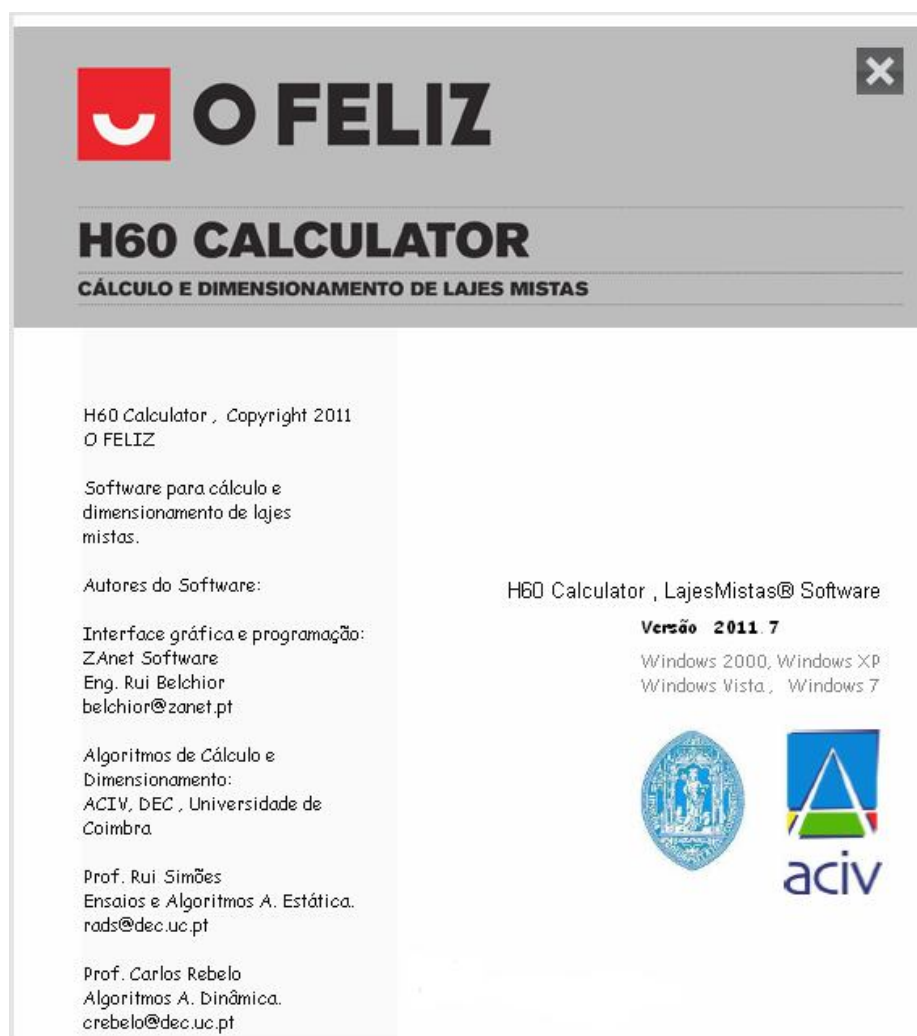 O FELIZ
H60 CALCULATOR
CÁLCULO E DIMENSIONAMENTO DE LAJES MISTAS
H60 Calculator , Copyright 2011
O FELIZ
Software para cálculo e
dimensionamento de lajes
mistas.
Autores do Software:
Interface gráfica e programação:
ZAnet Software
Eng. Rui Belchior
belchior@zanet.pt
Algoritmos de Cálculo e
Dimensionamento:
ACIV, DEC , Universidade de
Coimbra
Prof. Rui Simões
Ensaios e Algoritmos A. Estática.
rads@dec.uc.pt
Prof. Carlos Rebelo
Algoritmos A. Dinâmica.
crebelo@dec.uc.pt
H60 Calculator , LajesMistas® Software
Versão 2011.7
Windows 2000, Windows XP
Windows Vista , Windows 7
aciv